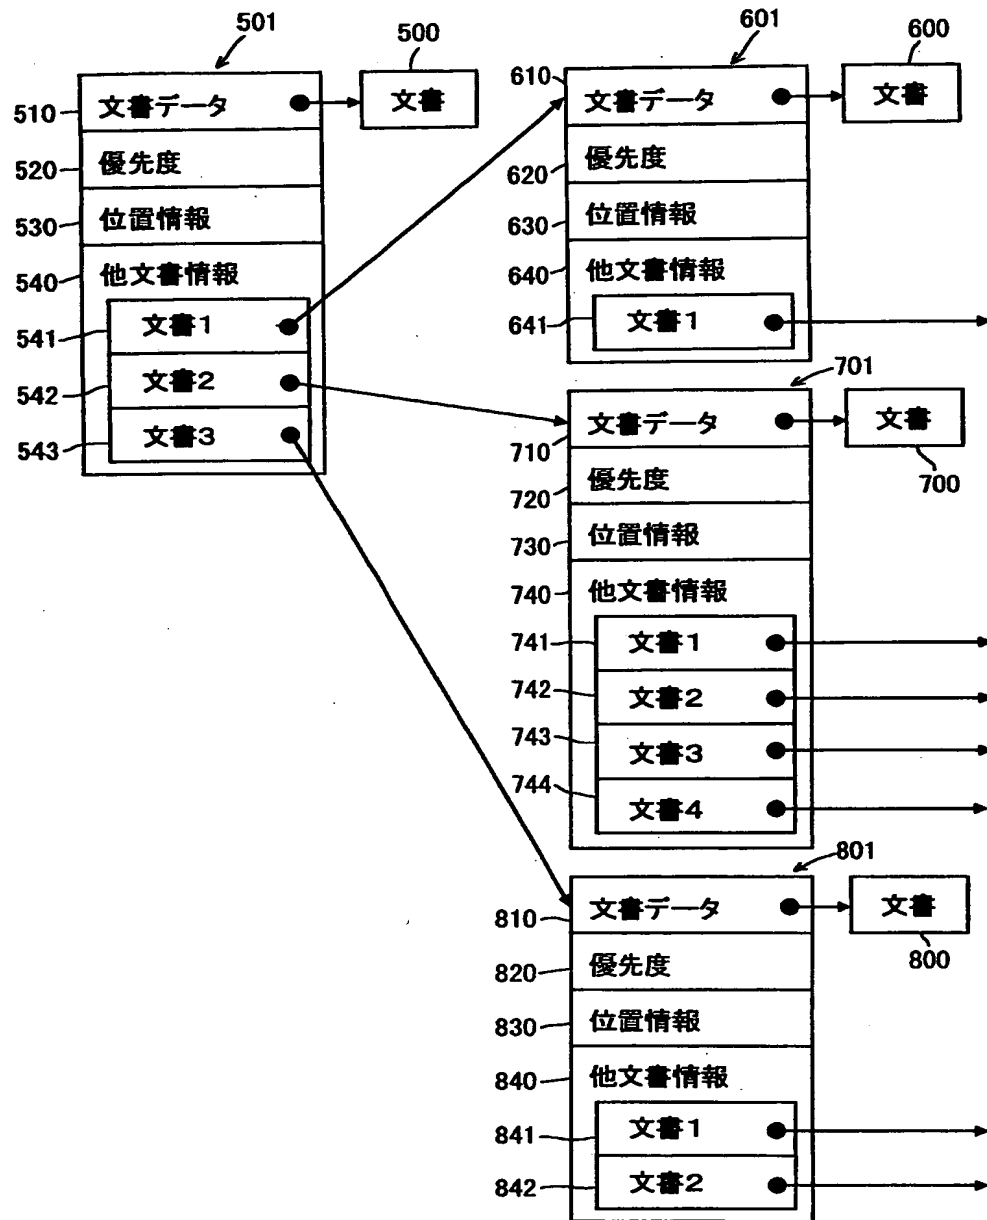 501
500
510 文書データ 文書
520 優先度
530 位置情報
540 他文書情報
541 文書1
542 文書2
543 文書3
601
600
610 文書データ 文書
620 優先度
630 位置情報
640 他文書情報
641 文書1
701
710 文書データ 文書
700
720 優先度
730 位置情報
740 他文書情報
741 文書1
742 文書2
743 文書3
744 文書4
801
810 文書データ 文書
800
820 優先度
830 位置情報
840 他文書情報
841 文書1
842 文書2